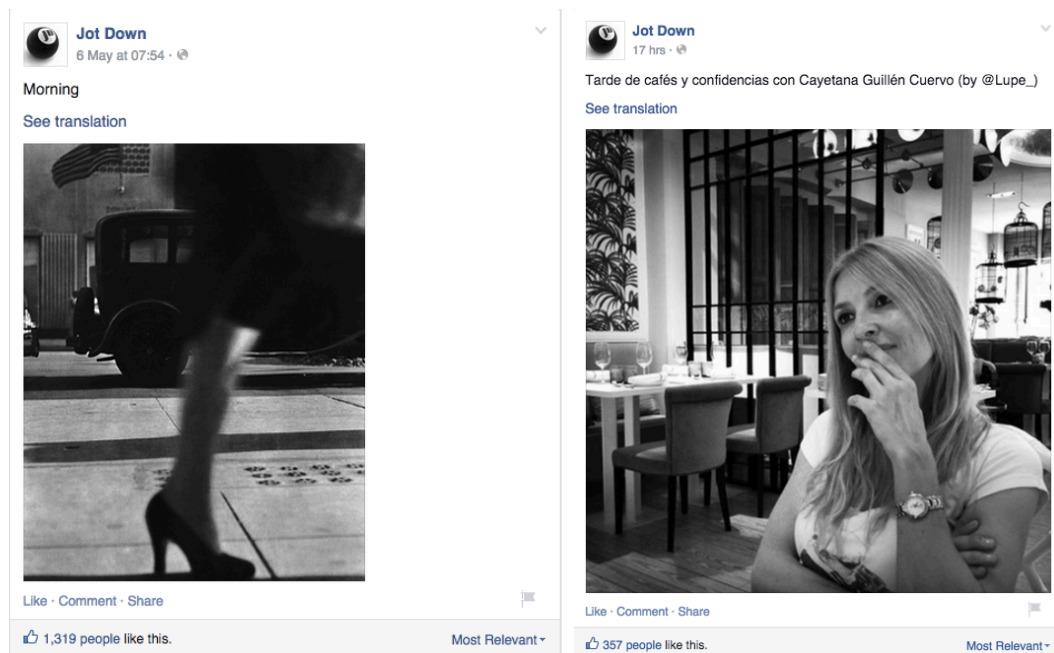 Jot Down
6 May at 07:54 ·
Morning
See translation
Like · Comment · Share
1,319 people like this.
Most Relevant
Jot Down
17 hrs ·
Tarde de cafés y confidencias con Cayetana Guillén Cuervo (by @Lupe_)
See translation
Like · Comment · Share
357 people like this.
Most Relevant